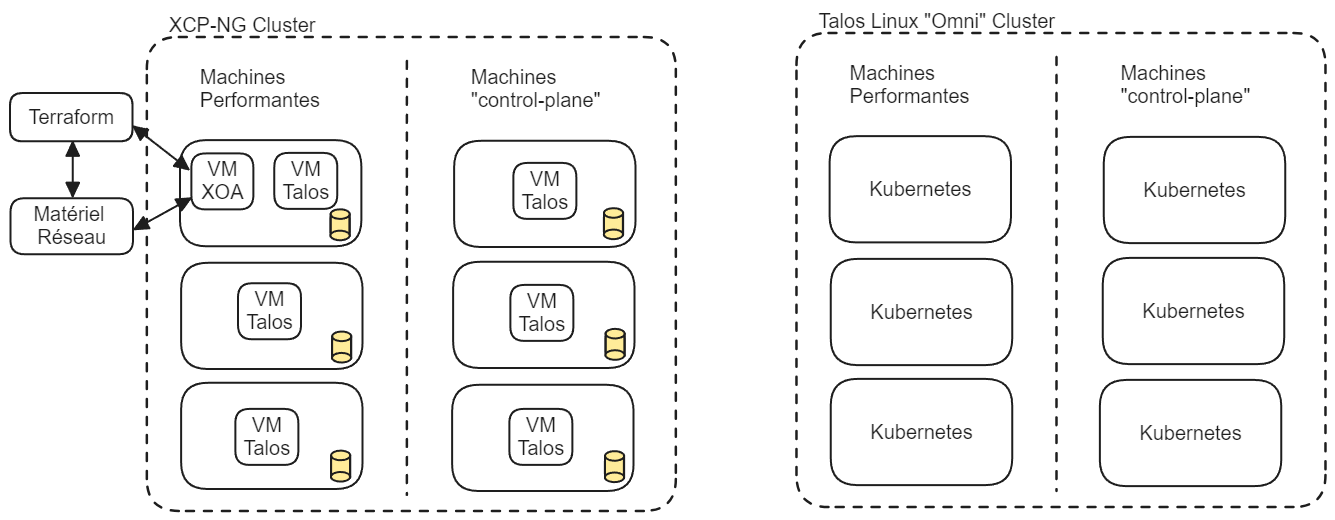 XCP-NG Cluster
Machines
Performantes
Machines
"control-plane"
Terraform
Matériel
Réseau
VM
XOA
VM
Talos
VM
Talos
VM
Talos
VM
Talos
VM
Talos
VM
Talos
Talos Linux "Omni" Cluster
Machines
Performantes
Machines
"control-plane"
Kubernetes
Kubernetes
Kubernetes
Kubernetes
Kubernetes
Kubernetes